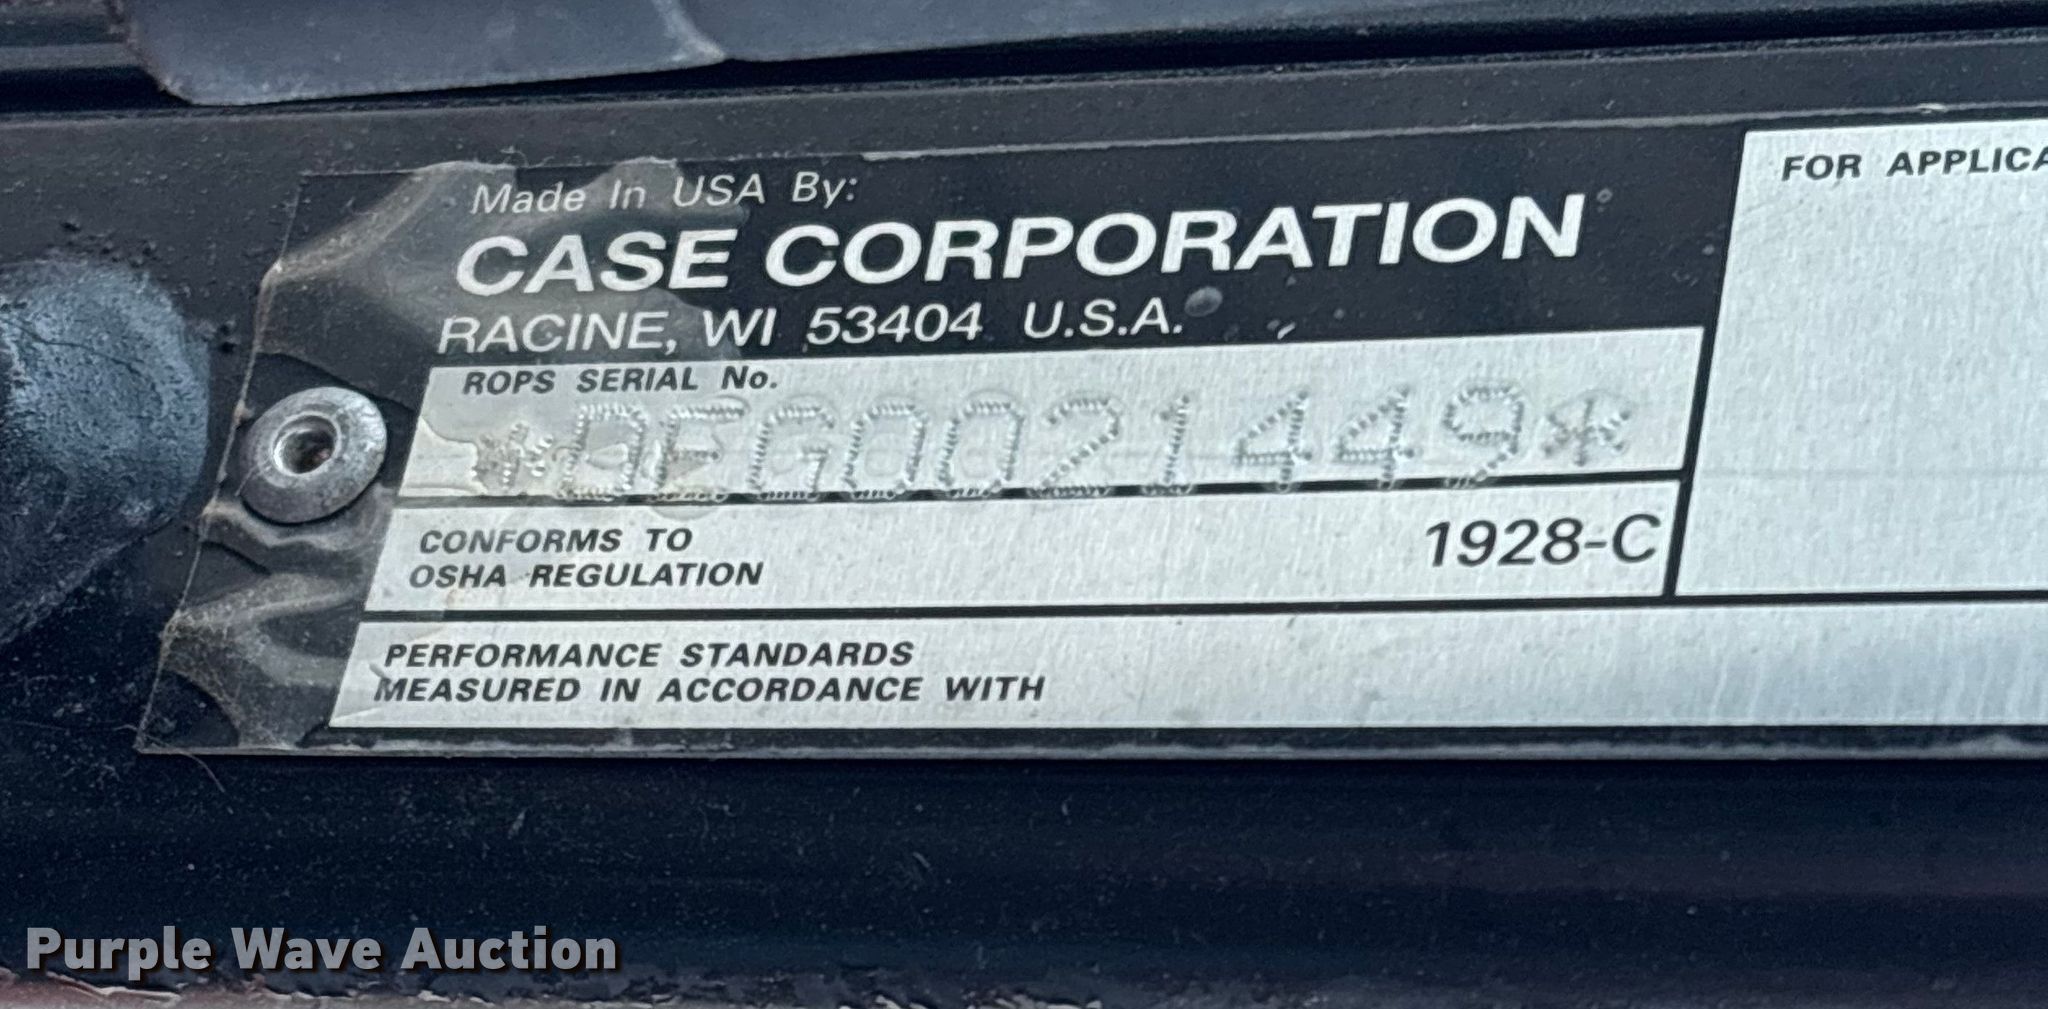 Made In USA By:
CASE CORPORATION
RACINE, WI 53404 U.S.A.
ROPS SERIAL No.
*AFG0021449*
CONFORMS TO
OSHA REGULATION
1928-C
PERFORMANCE STANDARDS
MEASURED IN ACCORDANCE WITH
FOR APPLICA
Purple Wave Auction